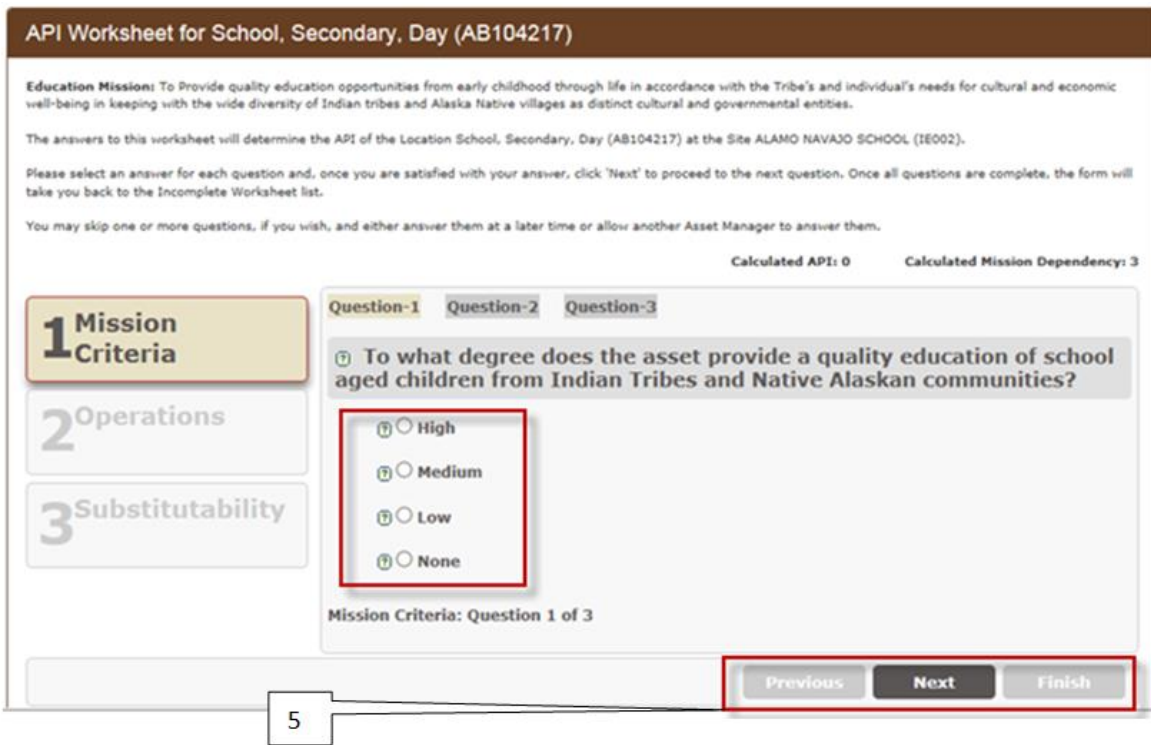 API Worksheet for School, Secondary, Day (AB104217)
Education Mission: To Provide quality education opportunities from early childhood through life in accordance with the Tribe's and individual's needs for cultural and economic
well-being in keeping with the wide diversity of Indian tribes and Alaska Native villages as distinct cultural and governmental entities.
The answers to this worksheet will determine the API of the Location School, Secondary, Day (AB104217) at the Site ALAMO NAVAJO SCHOOL (IE002).
Please select an answer for each question and, once you are satisfied with your answer, click 'Next' to proceed to the next question. Once all questions are complete, the form will
take you back to the Incomplete Worksheet list.
You may skip one or more questions, if you wish, and either answer them at a later time or allow another Asset Manager to answer them.
Calculated API: 0 Calculated Mission Dependency: 3
1 Mission
Criteria
2 Operations
3 Substitutability
Question-1 Question-2 Question-3
? To what degree does the asset provide a quality education of school
aged children from Indian Tribes and Native Alaskan communities?
? High
? Medium
? Low
? None
Mission Criteria: Question 1 of 3
Previous Next Finish
5